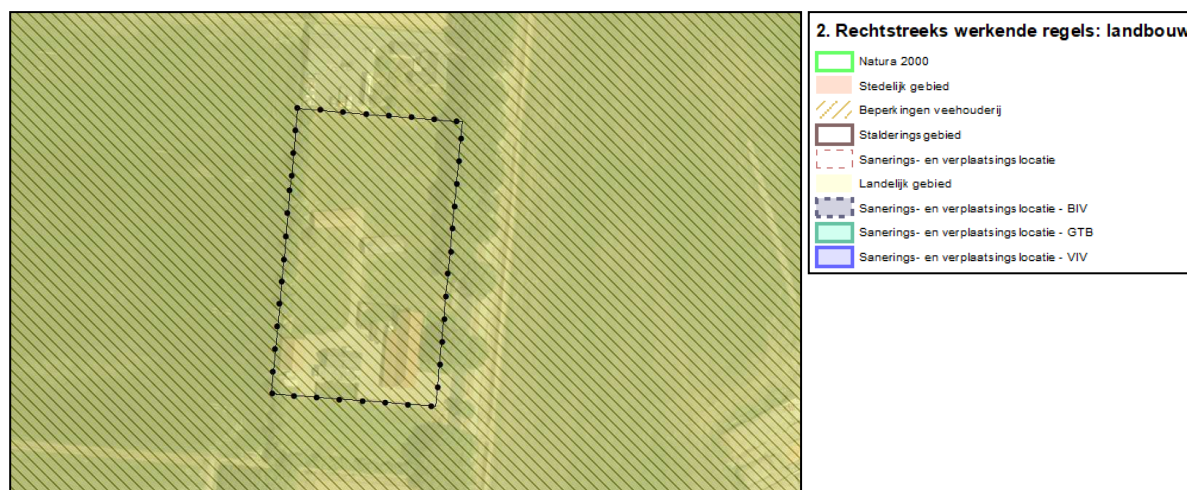 2. Rechtstreeks werkende regels: landbouw
Natura 2000
Stedelijk gebied
Beperkingen veehouderij
Stalderingsgebied
Sanerings- en verplaatsingslocatie
Landelijk gebied
Sanerings- en verplaatsingslocatie - BIV
Sanerings- en verplaatsingslocatie - GTB
Sanerings- en verplaatsingslocatie - VIV